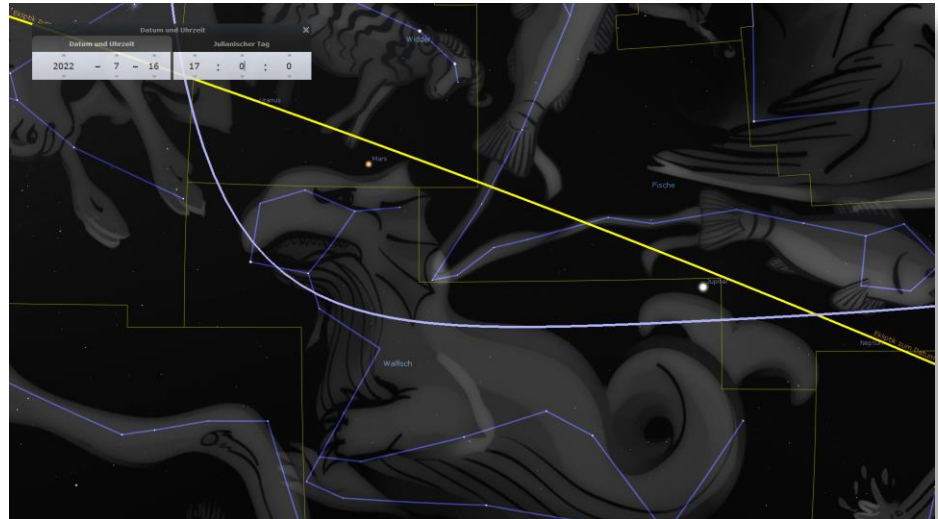 Datum und Uhrzeit
Datum und Uhrzeit Julianischer Tag
2022 - 7 - 16 17 : 0 : 0
Widder
Mars
Fische
Jupiter
Ekliptik zum Datum
Walfisch